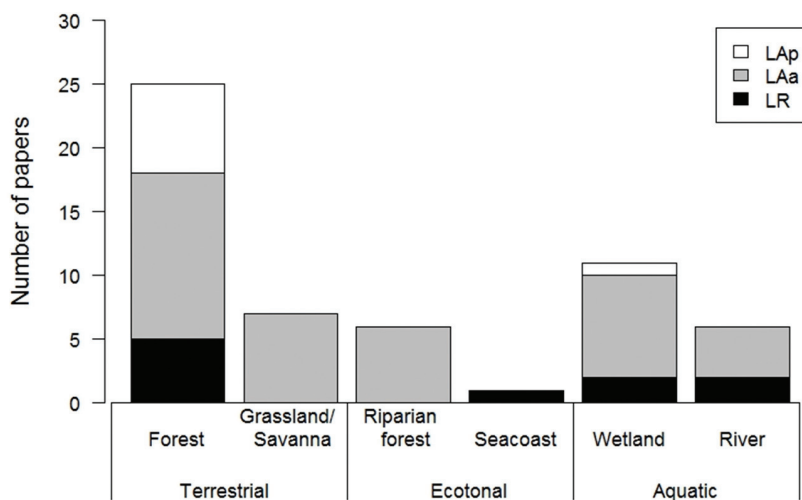 Number of papers
30
25
20
15
10
5
0
LAp
LAa
LR
Forest
Grassland/
Savanna
Riparian
forest
Seacoast
Wetland
River
Terrestrial
Ecotonal
Aquatic